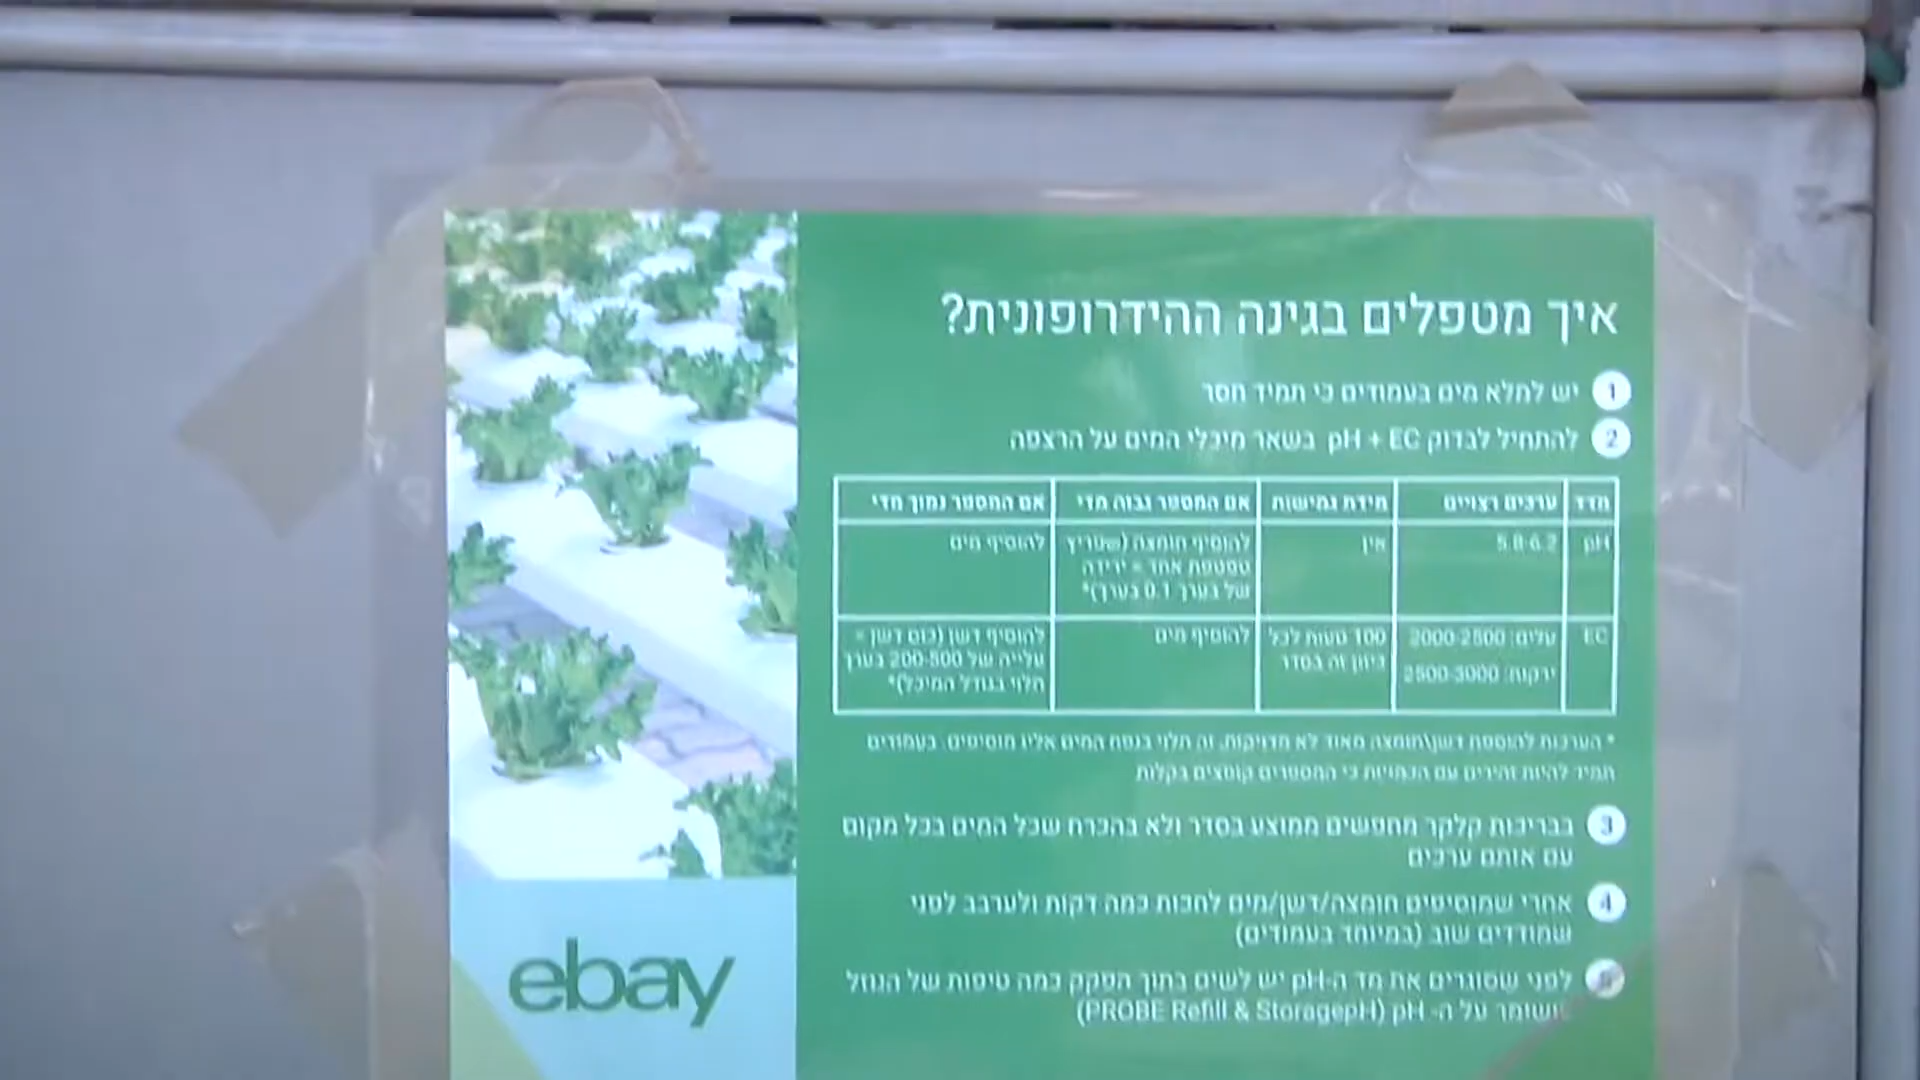 איך מטפלים בגינה ההידרופונית?
1 יש למלא מים בעמודים כי תמיד חסר
2 להתחיל לבדוק pH + EC בשאר מיכלי המים על הרצפה
מדד ערכים רצויים מידת גמישות אם המספר גבוה מדי אם המספר נמוך מדי
pH 5.8-6.2 אין להוסיף חומצה (שפריץ טפטפת אחד = ירידה של בערך 0.1 בערך)* להוסיף מים
EC עלים: 2000-2500 ירקות: 2500-3000 100 טעות לכל כיוון זה בסדר להוסיף מים להוסיף דשן (כוס דשן = עלייה של 200-500 בערך תלוי בגודל המיכל)*
* הערכות להוספת דשן\חומצה מאוד לא מדויקות, זה תלוי בנפח המים אליו מוסיפים. בעמודים
תמיד להיות זהירים עם הכמויות כי המספרים קופצים בקלות
3 בבריכות קלקר מחפשים ממוצע בסדר ולא בהכרח שכל המים בכל מקום
עם אותם ערכים
4 אחרי שמוסיפים חומצה/דשן/מים לחכות כמה דקות ולערבב לפני
שמודדים שוב (במיוחד בעמודים)
5 לפני שסוגרים את מד ה-pH יש לשים בתוך הפקק כמה טיפות של הנוזל
ששומר על ה- pH (PROBE Refill & StoragepH)
ebay